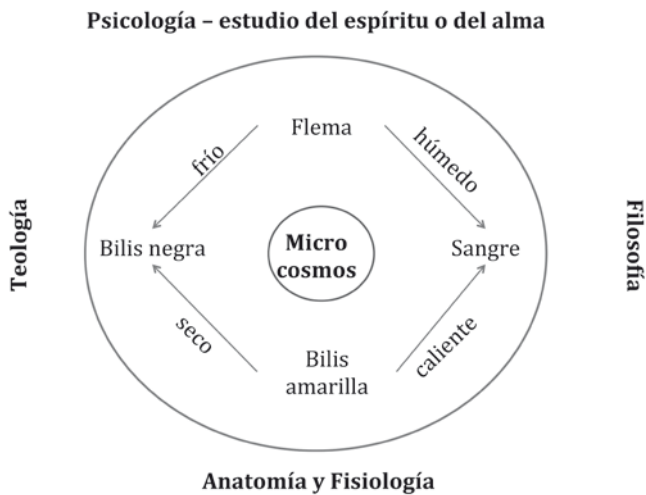 Psicología – estudio del espíritu o del alma
Flema
frío
húmedo
Teología
Bilis negra
Micro
cosmos
Sangre
Filosofía
seco
Bilis
amarilla
caliente
Anatomía y Fisiología